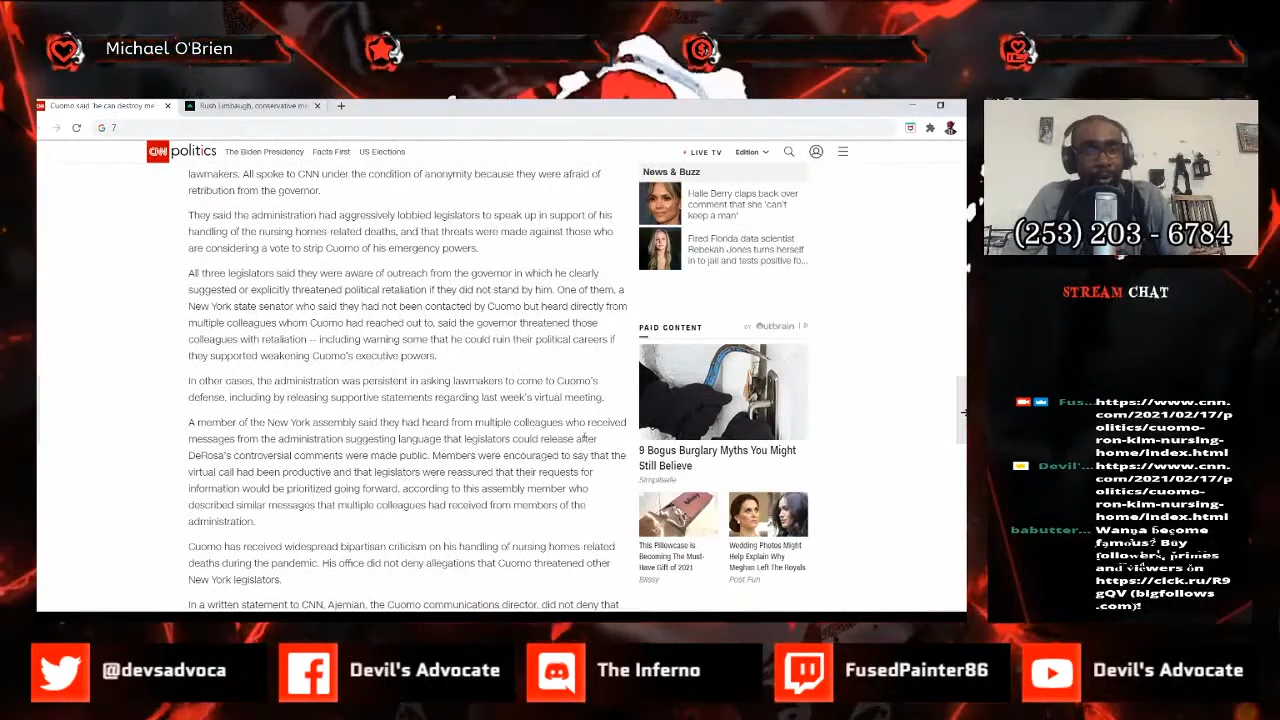 Michael O'Brien
Cuomo said 'he can destroy me
Rush Limbaugh, conservative me
7
CNN politics The Biden Presidency Facts First US Elections
LIVE TV Edition
lawmakers. All spoke to CNN under the condition of anonymity because they were afraid of
retribution from the governor.
They said the administration had aggressively lobbied legislators to speak up in support of his
handling of the nursing homes-related deaths, and that threats were made against those who
are considering a vote to strip Cuomo of his emergency powers.
All three legislators said they were aware of outreach from the governor in which he clearly
suggested or explicitly threatened political retaliation if they did not stand by him. One of them, a
New York state senator who said they had not been contacted by Cuomo but heard directly from
multiple colleagues whom Cuomo had reached out to, said the governor threatened those
colleagues with retaliation -- including warning some that he could ruin their political careers if
they supported weakening Cuomo's executive powers.
In other cases, the administration was persistent in asking lawmakers to come to Cuomo's
defense, including by releasing supportive statements regarding last week's virtual meeting.
A member of the New York assembly said they had heard from multiple colleagues who received
messages from the administration suggesting language that legislators could release after
DeRosa's controversial comments were made public. Members were encouraged to say that the
virtual call had been productive and that legislators were reassured that their requests for
information would be prioritized going forward, according to this assembly member who
described similar messages that multiple colleagues had received from members of the
administration.
Cuomo has received widespread bipartisan criticism on his handling of nursing homes-related
deaths during the pandemic. His office did not deny allegations that Cuomo threatened other
New York legislators.
In a written statement to CNN, Ajemian, the Cuomo communications director, did not deny that
News & Buzz
Halle Berry claps back over
comment that she 'can't
keep a man'
Fired Florida data scientist
Rebekah Jones turns herself
in to jail and tests positive fo...
PAID CONTENT BY Outbrain
9 Bogus Burglary Myths You Might
Still Believe
Simplisafe
This Pillowcase Is
Becoming The Must-
Have Gift of 2021
Blissy
Wedding Photos Might
Help Explain Why
Meghan Left The Royals
Post Fun
(253) 203 - 6784
STREAM CHAT
Fus... https://www.cnn.
com/2021/02/17/p
olitics/cuomo-
ron-kim-nursing-
home/index.html
Devil'... https://www.cnn.
com/2021/02/17/p
olitics/cuomo-
ron-kim-nursing-
home/index.html
babutter... Wanna become
famous? Buy
followers, primes
and viewers on
https://clck.ru/R9
gQV (bigfollows
.com)!
@devsadvoca
Devil's Advocate
The Inferno
FusedPainter86
Devil's Advocate